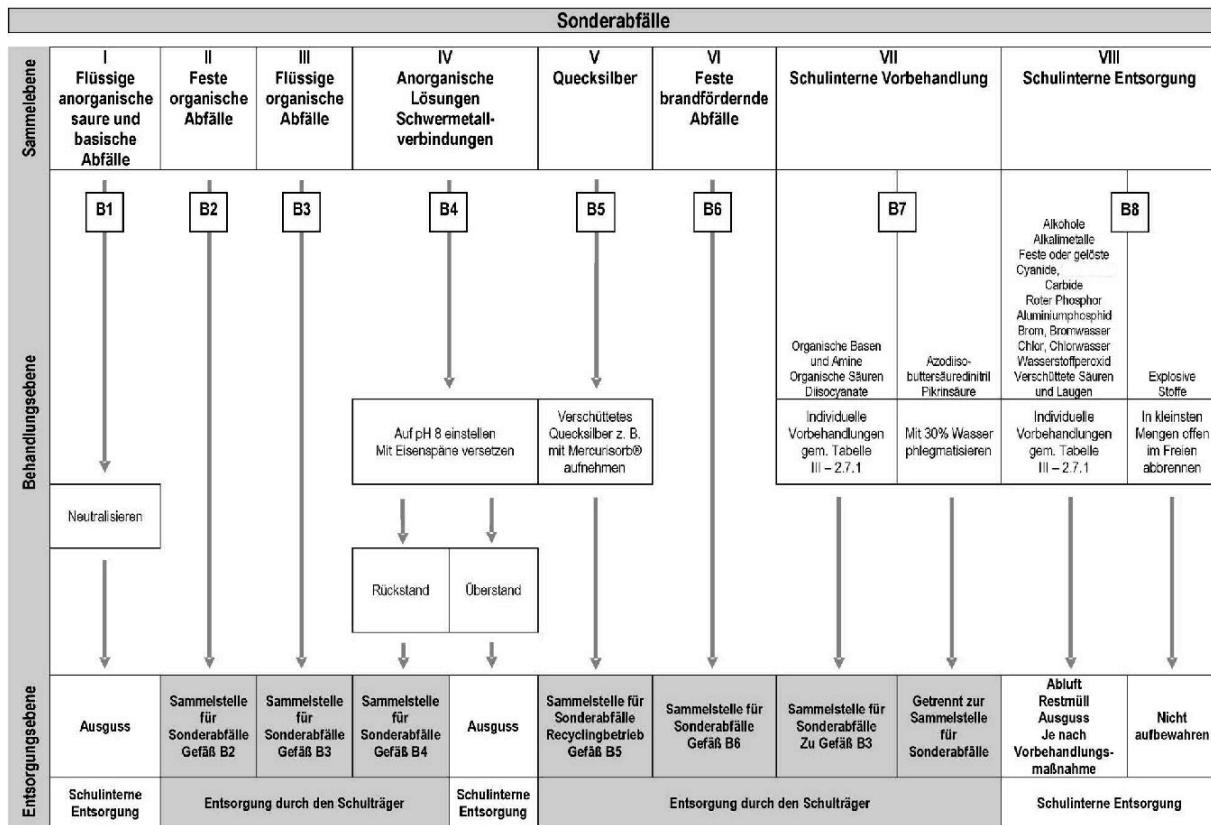 Sonderabfälle
Sammelebene
I
Flüssige
anorganische
saure und
basische
Abfälle
II
Feste
organische
Abfälle
III
Flüssige
organische
Abfälle
IV
Anorganische
Lösungen
Schwermetall-
verbindungen
V
Quecksilber
VI
Feste
brandfördernde
Abfälle
VII
Schulinterne Vorbehandlung
VIII
Schulinterne Entsorgung
Behandlungsebene
B1
B2
B3
B4
B5
B6
B7
B8
Neutralisieren
Auf pH 8 einstellen
Mit Eisenspäne versetzen
Rückstand
Überstand
Verschüttetes
Quecksilber z. B.
mit Mercurisorb®
aufnehmen
Organische Basen
und Amine
Organische Säuren
Diisocyanate
Individuelle
Vorbehandlungen
gem. Tabelle
III – 2.7.1
Azodiiso-
buttersäuredinitril
Pikrinsäure
Mit 30% Wasser
phlegmatisieren
Alkohole
Alkalimetalle
Feste oder gelöste
Cyanide,
Carbide
Roter Phosphor
Aluminiumphosphid
Brom, Bromwasser
Chlor, Chlorwasser
Wasserstoffperoxid
Verschüttete Säuren
und Laugen
Individuelle
Vorbehandlungen
gem. Tabelle
III – 2.7.1
Explosive
Stoffe
In kleinsten
Mengen offen
im Freien
abbrennen
Entsorgungsebene
Ausguss
Sammelstelle
für
Sonderabfälle
Gefäß B2
Sammelstelle
für
Sonderabfälle
Gefäß B3
Sammelstelle
für
Sonderabfälle
Gefäß B4
Ausguss
Sammelstelle für
Sonderabfälle
Recyclingbetrieb
Gefäß B5
Sammelstelle für
Sonderabfälle
Gefäß B6
Sammelstelle für
Sonderabfälle
Zu Gefäß B3
Getrennt zur
Sammelstelle
für
Sonderabfälle
Abluft
Restmüll
Ausguss
Je nach
Vorbehandlungs-
maßnahme
Nicht
aufbewahren
Schulinterne
Entsorgung
Entsorgung durch den Schulträger
Schulinterne
Entsorgung
Entsorgung durch den Schulträger
Schulinterne Entsorgung